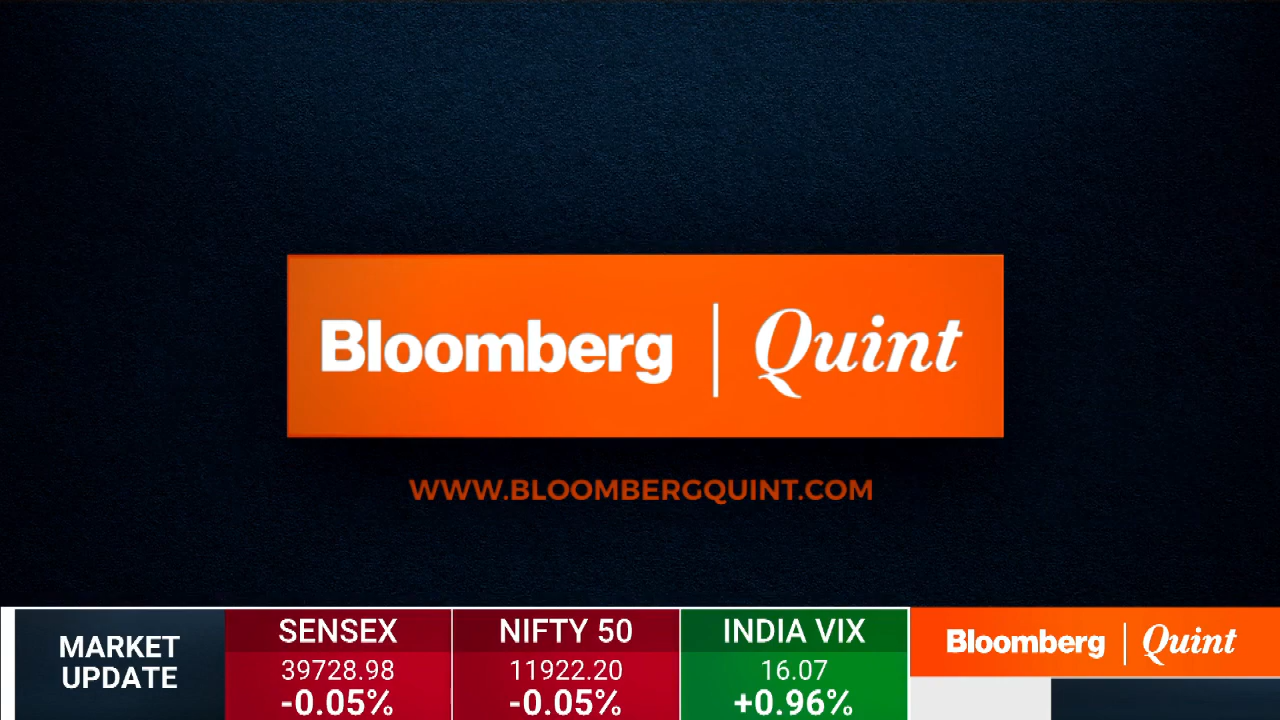 Bloomberg | Quint
WWW.BLOOMBERGQUINT.COM
MARKET
UPDATE
SENSEX
39728.98
-0.05%
NIFTY 50
11922.20
-0.05%
INDIA VIX
16.07
+0.96%
Bloomberg | Quint